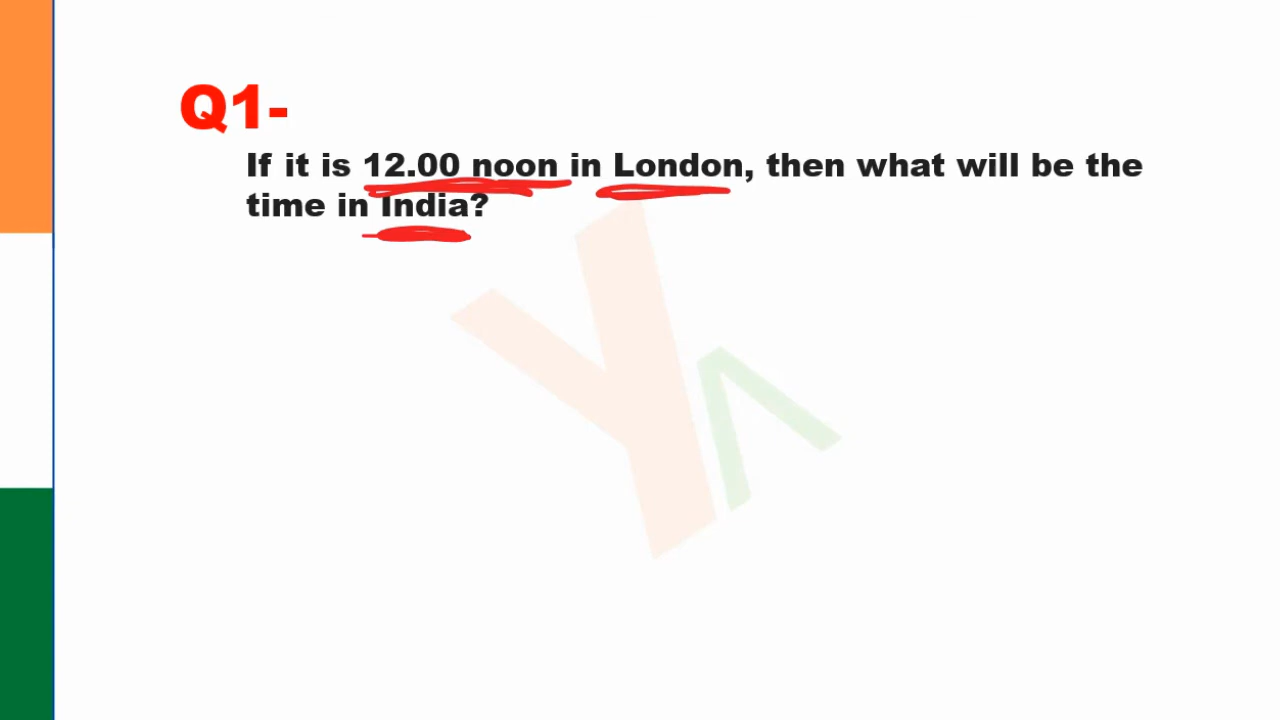 Q1-
If it is 12.00 noon in London, then what will be the
time in India?